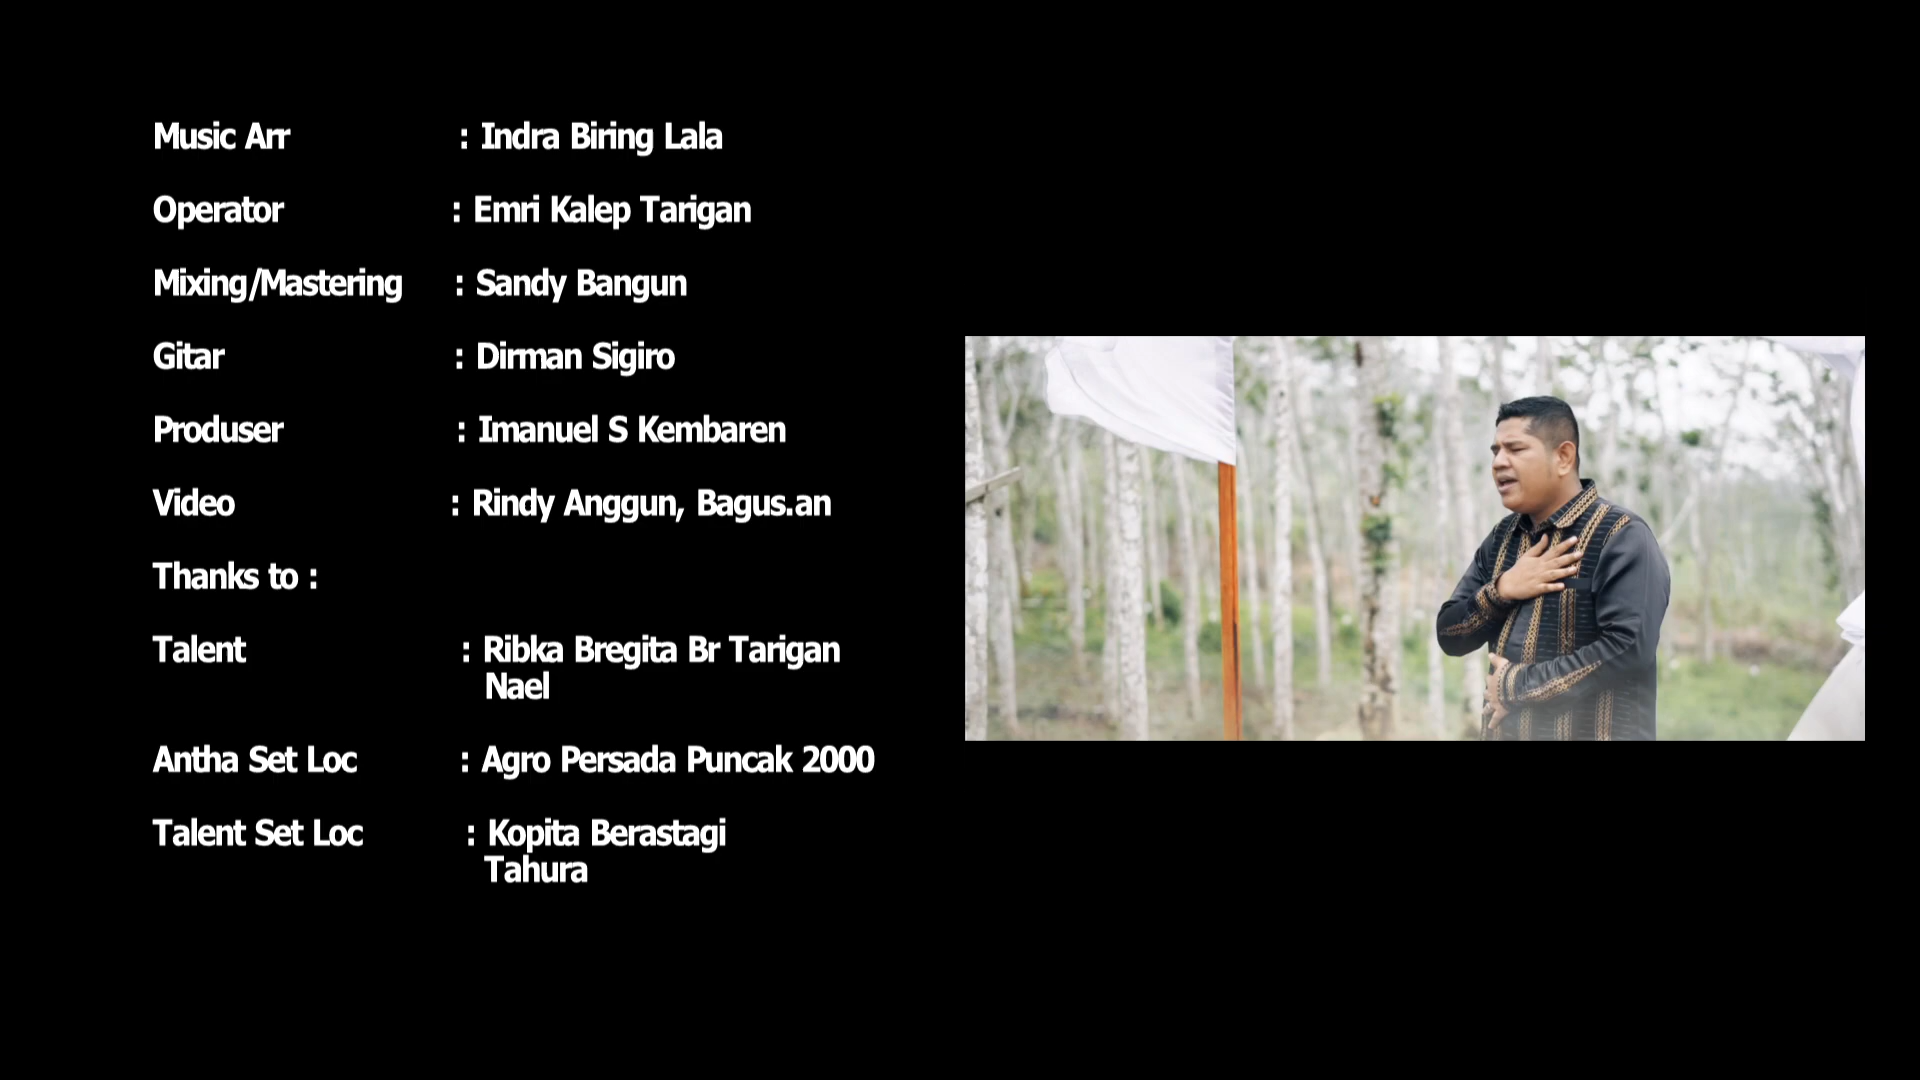 Music Arr : Indra Biring Lala
Operator : Emri Kalep Tarigan
Mixing/Mastering : Sandy Bangun
Gitar : Dirman Sigiro
Produser : Imanuel S Kembaren
Video : Rindy Anggun, Bagus.an
Thanks to :
Talent : Ribka Bregita Br Tarigan
Nael
Antha Set Loc : Agro Persada Puncak 2000
Talent Set Loc : Kopita Berastagi
Tahura